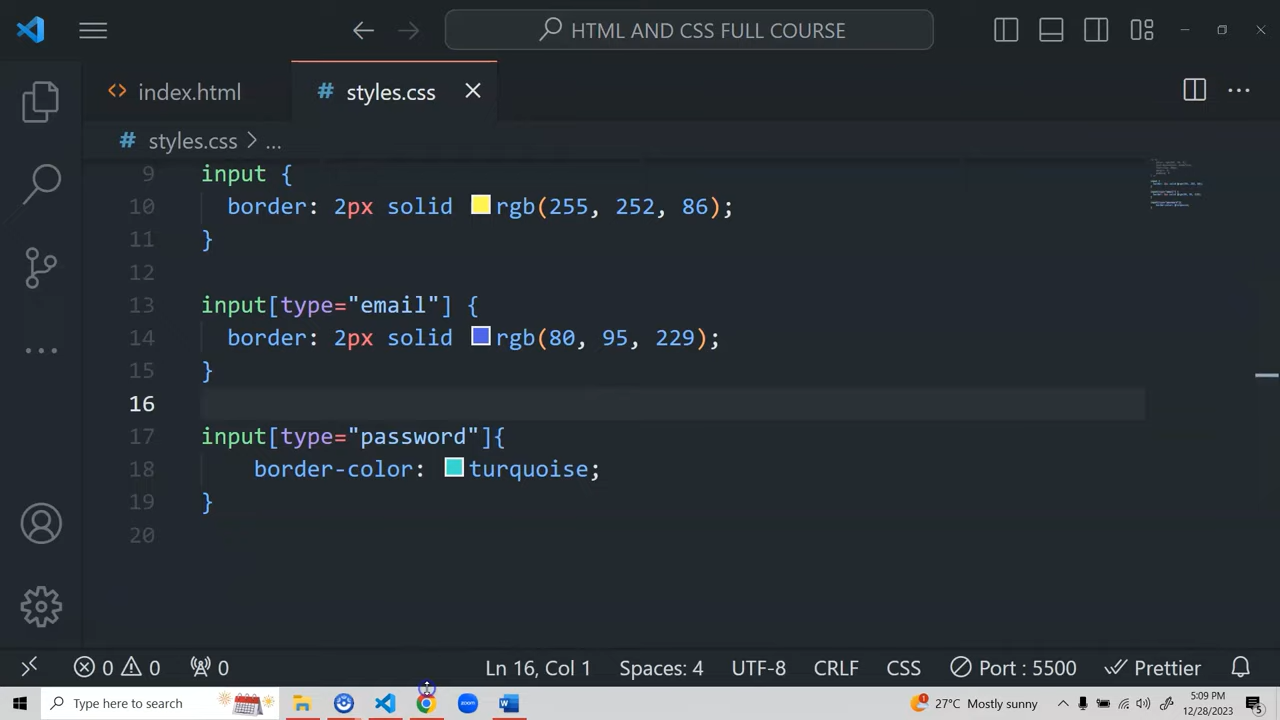 HTML AND CSS FULL COURSE
index.html
styles.css
styles.css > ...
9 input {
10 border: 2px solid rgb(255, 252, 86);
11 }
12
13 input[type="email"] {
14 border: 2px solid rgb(80, 95, 229);
15 }
16
17 input[type="password"]{
18 border-color: turquoise;
19 }
20
0 0 0 Ln 16, Col 1 Spaces: 4 UTF-8 CRLF CSS Port : 5500 Prettier
Type here to search zoom W 1 27°C Mostly sunny 5:09 PM
12/28/2023 5